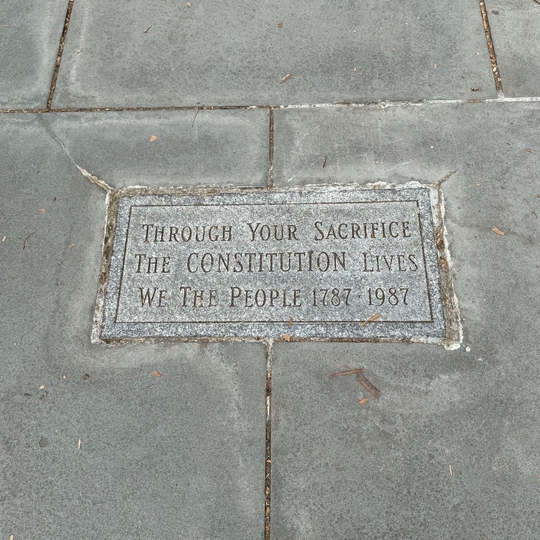 THROUGH YOUR SACRIFICE
THE CONSTITUTION LIVES
WE THE PEOPLE 1787 · 1987